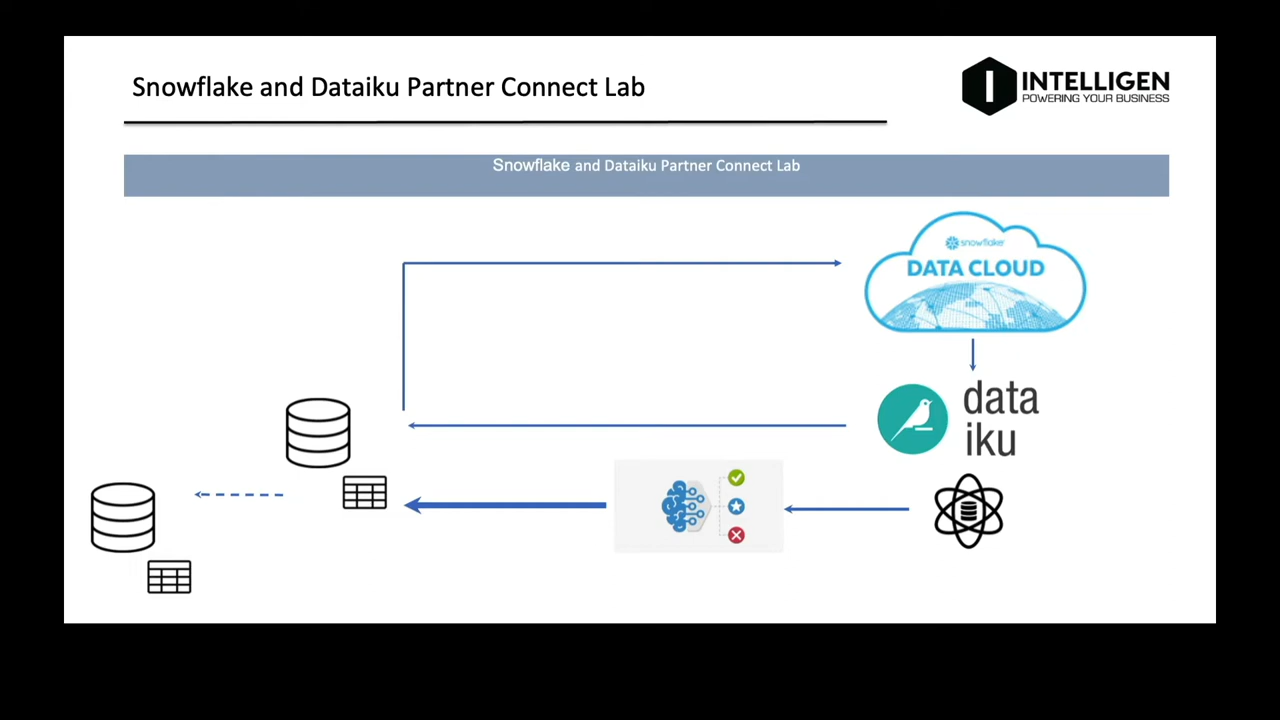 Snowflake and Dataiku Partner Connect Lab
I INTELLIGEN
POWERING YOUR BUSINESS
Snowflake and Dataiku Partner Connect Lab
snowflake
DATA CLOUD
data
iku